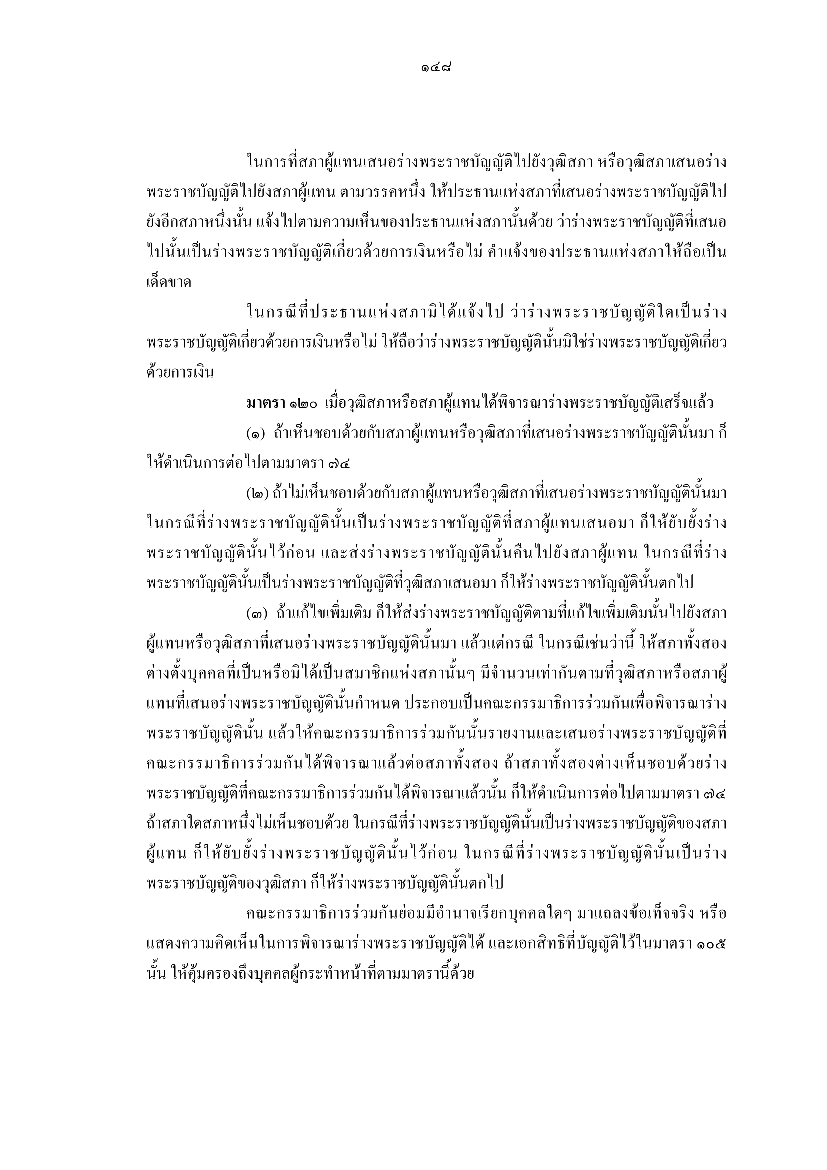 ๑๔๘
ในการที่สภาผู้แทนเสนอร่างพระราชบัญญัติไปยังวุฒิสภา หรือวุฒิสภาเสนอร่าง
พระราชบัญญัติไปยังสภาผู้แทน ตามวรรคหนึ่ง ให้ประธานแห่งสภาที่เสนอร่างพระราชบัญญัติไป
ยังอีกสภาหนึ่งนั้น แจ้งไปตามความเห็นของประธานแห่งสภานั้นด้วย ว่าร่างพระราชบัญญัติที่เสนอ
ไปนั้นเป็นร่างพระราชบัญญัติเกี่ยวด้วยการเงินหรือไม่ คำแจ้งของประธานแห่งสภาให้ถือเป็น
เด็ดขาด
ในกรณีที่ประธานแห่งสภามิได้แจ้งไป ว่าร่างพระราชบัญญัติใดเป็นร่าง
พระราชบัญญัติเกี่ยวด้วยการเงินหรือไม่ ให้ถือว่าร่างพระราชบัญญัตินั้นมิใช่ร่างพระราชบัญญัติเกี่ยว
ด้วยการเงิน
มาตรา ๑๒๐ เมื่อวุฒิสภาหรือสภาผู้แทนได้พิจารณาร่างพระราชบัญญัติเสร็จแล้ว
(๑) ถ้าเห็นชอบด้วยกับสภาผู้แทนหรือวุฒิสภาที่เสนอร่างพระราชบัญญัตินั้นมา ก็
ให้ดำเนินการต่อไปตามมาตรา ๗๔
(๒) ถ้าไม่เห็นชอบด้วยกับสภาผู้แทนหรือวุฒิสภาที่เสนอร่างพระราชบัญญัตินั้นมา
ในกรณีที่ร่างพระราชบัญญัตินั้นเป็นร่างพระราชบัญญัติที่สภาผู้แทนเสนอมา ก็ให้ยับยั้งร่าง
พระราชบัญญัตินั้นไว้ก่อน และส่งร่างพระราชบัญญัตินั้นคืนไปยังสภาผู้แทน ในกรณีที่ร่าง
พระราชบัญญัตินั้นเป็นร่างพระราชบัญญัติที่วุฒิสภาเสนอมา ก็ให้ร่างพระราชบัญญัตินั้นตกไป
(๓) ถ้าแก้ไขเพิ่มเติม ก็ให้ส่งร่างพระราชบัญญัติตามที่แก้ไขเพิ่มเติมนั้นไปยังสภา
ผู้แทนหรือวุฒิสภาที่เสนอร่างพระราชบัญญัตินั้นมา แล้วแต่กรณี ในกรณีเช่นว่านี้ ให้สภาทั้งสอง
ต่างตั้งบุคคลที่เป็นหรือมิได้เป็นสมาชิกแห่งสภานั้นๆ มีจำนวนเท่ากันตามที่วุฒิสภาหรือสภาผู้
แทนที่เสนอร่างพระราชบัญญัตินั้นกำหนด ประกอบเป็นคณะกรรมาธิการร่วมกันเพื่อพิจารณาร่าง
พระราชบัญญัตินั้น แล้วให้คณะกรรมาธิการร่วมกันนั้นรายงานและเสนอร่างพระราชบัญญัติที่
คณะกรรมาธิการร่วมกันได้พิจารณาแล้วต่อสภาทั้งสอง ถ้าสภาทั้งสองต่างเห็นชอบด้วยร่าง
พระราชบัญญัติที่คณะกรรมาธิการร่วมกันได้พิจารณาแล้วนั้น ก็ให้ดำเนินการต่อไปตามมาตรา ๗๔
ถ้าสภาใดสภาหนึ่งไม่เห็นชอบด้วย ในกรณีที่ร่างพระราชบัญญัตินั้นเป็นร่างพระราชบัญญัติของสภา
ผู้แทน ก็ให้ยับยั้งร่างพระราชบัญญัตินั้นไว้ก่อน ในกรณีที่ร่างพระราชบัญญัตินั้นเป็นร่าง
พระราชบัญญัติของวุฒิสภา ก็ให้ร่างพระราชบัญญัตินั้นตกไป
คณะกรรมาธิการร่วมกันย่อมมีอำนาจเรียกบุคคลใดๆ มาแถลงข้อเท็จจริง หรือ
แสดงความคิดเห็นในการพิจารณาร่างพระราชบัญญัติได้ และเอกสิทธิที่บัญญัติไว้ในมาตรา ๑๐๕
นั้น ให้คุ้มครองถึงบุคคลผู้กระทำหน้าที่ตามมาตรานี้ด้วย